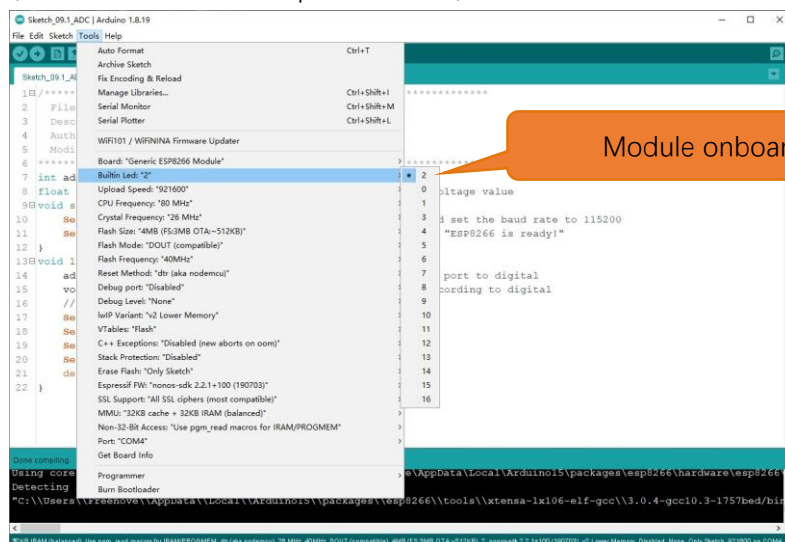 Sketch_09.1_ADC | Arduino 1.8.19
File Edit Sketch Tools Help
Sketch_09.1_A
Auto Format Ctrl+T
Archive Sketch
Fix Encoding & Reload
Manage Libraries... Ctrl+Shift+I
Serial Monitor Ctrl+Shift+M
Serial Plotter Ctrl+Shift+L
WiFi101 / WiFiNINA Firmware Updater
Board: "Generic ESP8266 Module"
Builtin Led: "2"
Upload Speed: "921600"
CPU Frequency: "80 MHz"
Crystal Frequency: "26 MHz"
Flash Size: "4MB (FS:3MB OTA:~512KB)"
Flash Mode: "DOUT (compatible)"
Flash Frequency: "40MHz"
Reset Method: "dtr (aka nodemcu)"
Debug port: "Disabled"
Debug Level: "None"
lwIP Variant: "v2 Lower Memory"
VTables: "Flash"
C++ Exceptions: "Disabled (new aborts on oom)"
Stack Protection: "Disabled"
Erase Flash: "Only Sketch"
Espressif FW: "nonos-sdk 2.2.1+100 (190703)"
SSL Support: "All SSL ciphers (most compatible)"
MMU: "32KB cache + 32KB IRAM (balanced)"
Non-32-Bit Access: "Use pgm_read macros for IRAM/PROGMEM"
Port: "COM4"
Get Board Info
Programmer
Burn Bootloader
2
0
1
3
4
5
6
7
8
9
10
11
12
13
14
15
16
Module onboar
1 /*****
2 File
3 Desc
4 Auth
5 Modi
6 ******
7 int ad
8 float oltage value
9 void s
10 Se d set the baud rate to 115200
11 Se "ESP8266 is ready!"
12 }
13 void l
14 ad port to digital
15 vo cording to digital
16 //
17 Se
18 Se
19 Se
20 Se
21 de
22 }
Done compiling.
Using core e\AppData\Local\Arduino15\packages\esp8266\hardware\esp8266
Detecting
"C:\\Users\\Freenove\\AppData\\Local\\Arduino15\\packages\\esp8266\\tools\\xtensa-lx106-elf-gcc\\3.0.4-gcc10.3-1757bed/bin